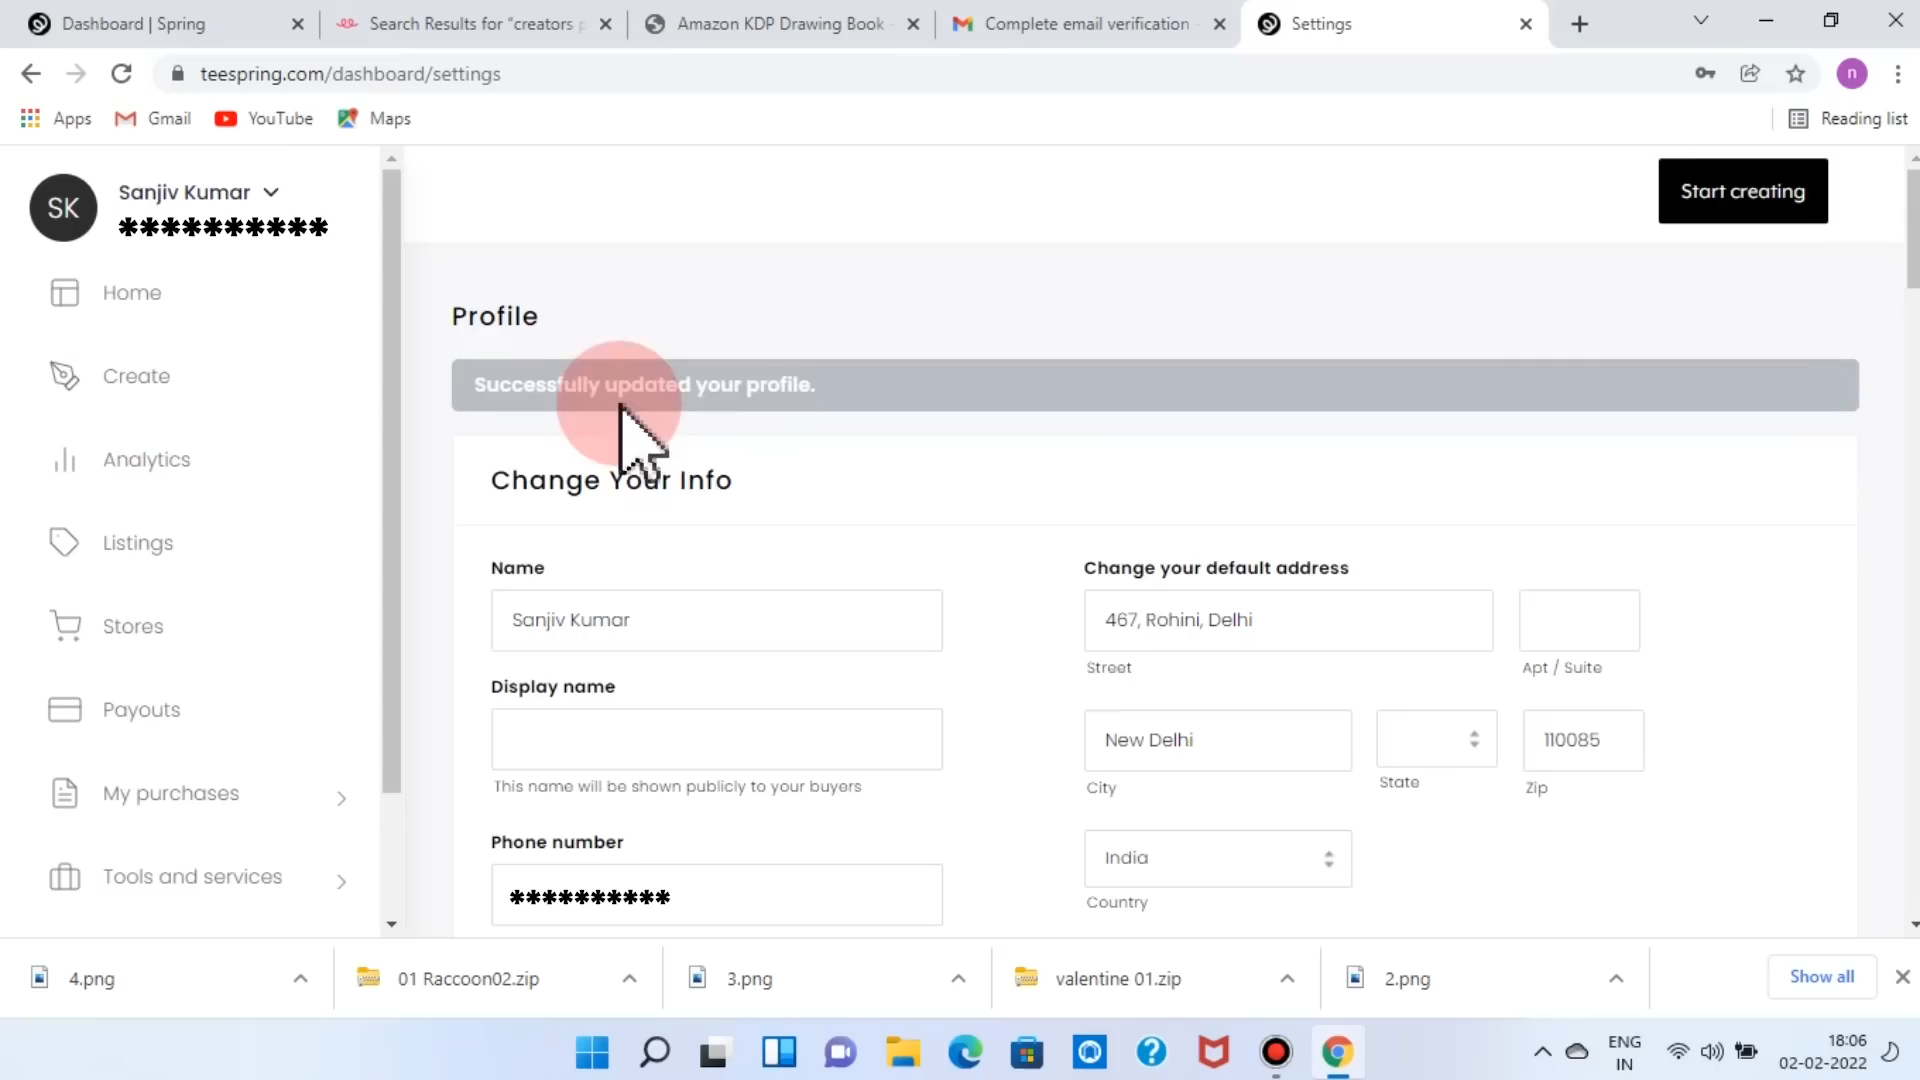 Dashboard | Spring
Search Results for "creators p
Amazon KDP Drawing Book -
Complete email verification -
Settings
teespring.com/dashboard/settings
n
Apps
Gmail
YouTube
Maps
Reading list
SK
Sanjiv Kumar
**********
Start creating
Home
Create
Analytics
Listings
Stores
Payouts
My purchases
Tools and services
Profile
Successfully updated your profile.
Change Your Info
Name
Sanjiv Kumar
Display name
This name will be shown publicly to your buyers
Phone number
**********
Change your default address
467, Rohini, Delhi
Street
Apt / Suite
New Delhi
City
State
110085
Zip
India
Country
4.png
01 Raccoon02.zip
3.png
valentine 01.zip
2.png
Show all
ENG
IN
18:06
02-02-2022